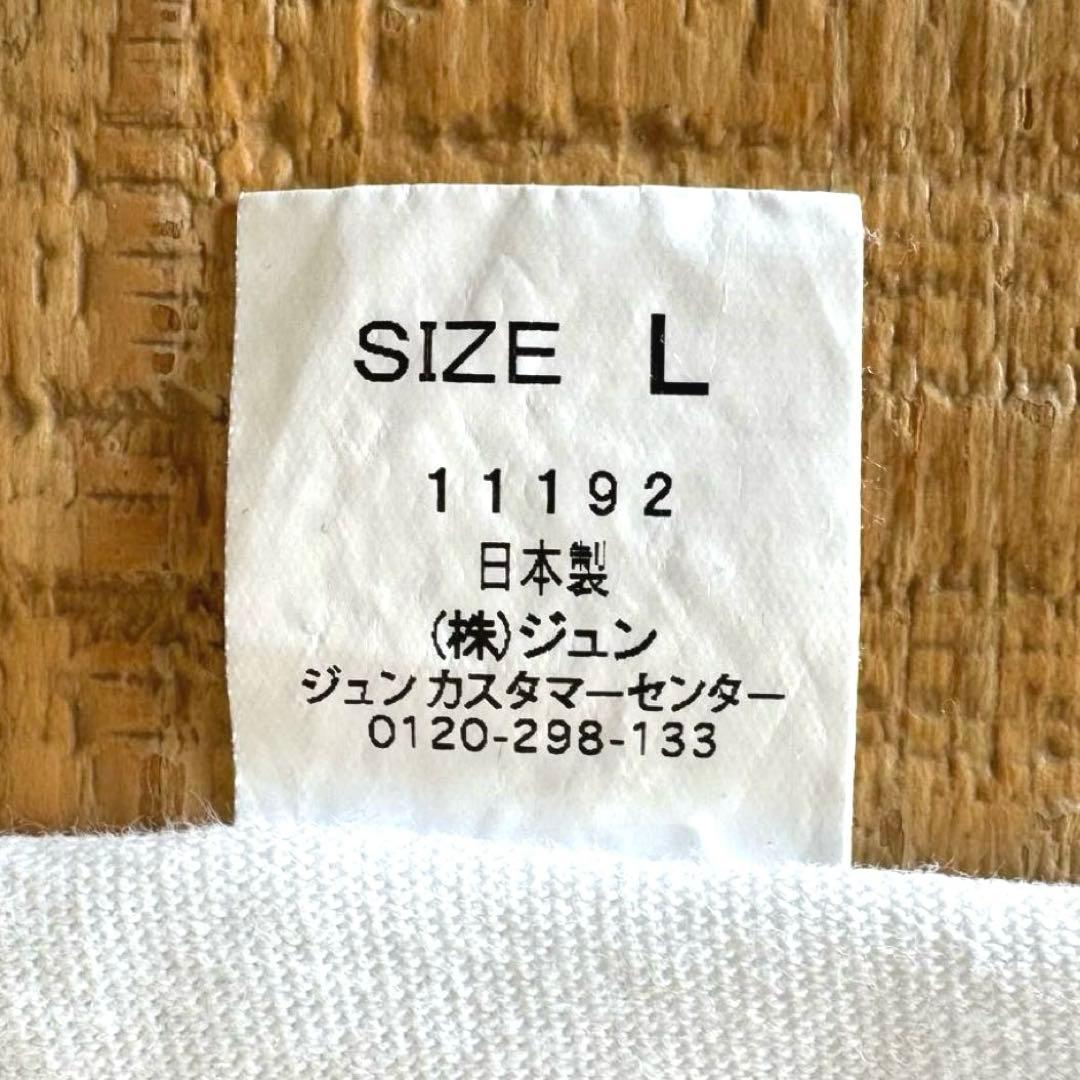 SIZE L
11192
日本製
(株)ジュン
ジュン カスタマーセンター
0120-298-133